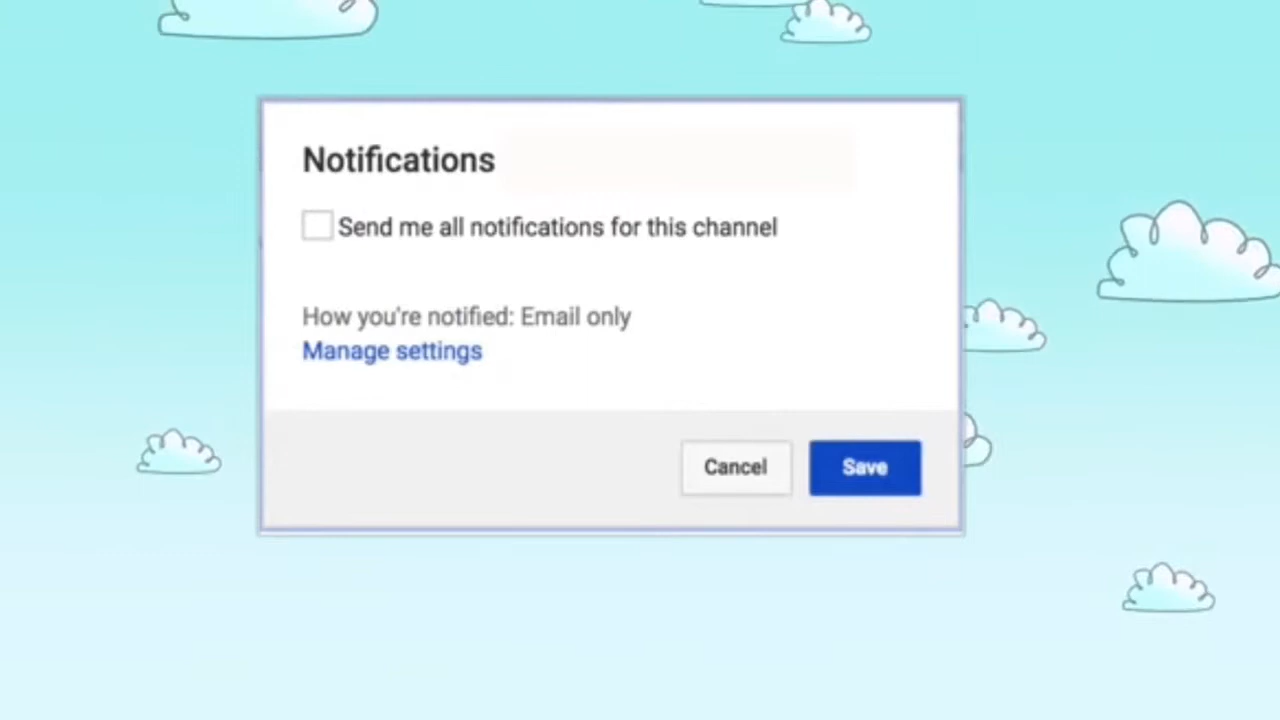 Notifications
Send me all notifications for this channel
How you're notified: Email only
Manage settings
Cancel Save